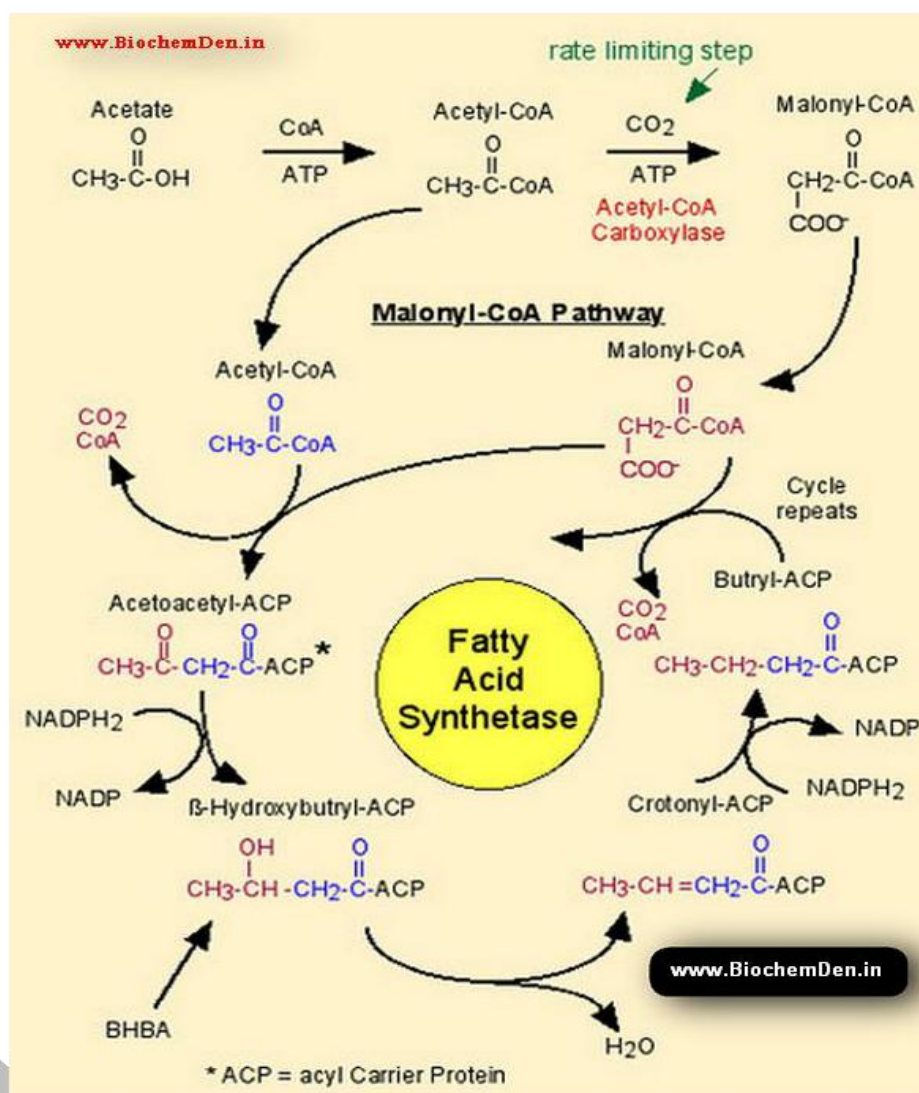 www.BiochemDen.in
rate limiting step
Acetate
O
CH3-C-OH
CoA
ATP
Acetyl-CoA
O
CH3-C-CoA
CO2
ATP
Acetyl-CoA
Carboxylase
Malonyl-CoA
O
CH2-C-CoA
COO-
Malonyl-CoA Pathway
Acetyl-CoA
O
CH3-C-CoA
CO2
CoA
Malonyl-CoA
O
CH2-C-CoA
COO-
Cycle
repeats
Butryl-ACP
CO2
CoA
O
CH3-CH2-CH2-C-ACP
Acetoacetyl-ACP
O O
CH3-C-CH2-C-ACP*
Fatty
Acid
Synthetase
NADPH2
NADP
NADP
NADPH2
Crotonyl-ACP
O
CH3-CH=CH2-C-ACP
ß-Hydroxybutryl-ACP
OH O
CH3-CH-CH2-C-ACP
www.BiochemDen.in
BHBA
H2O
* ACP = acyl Carrier Protein